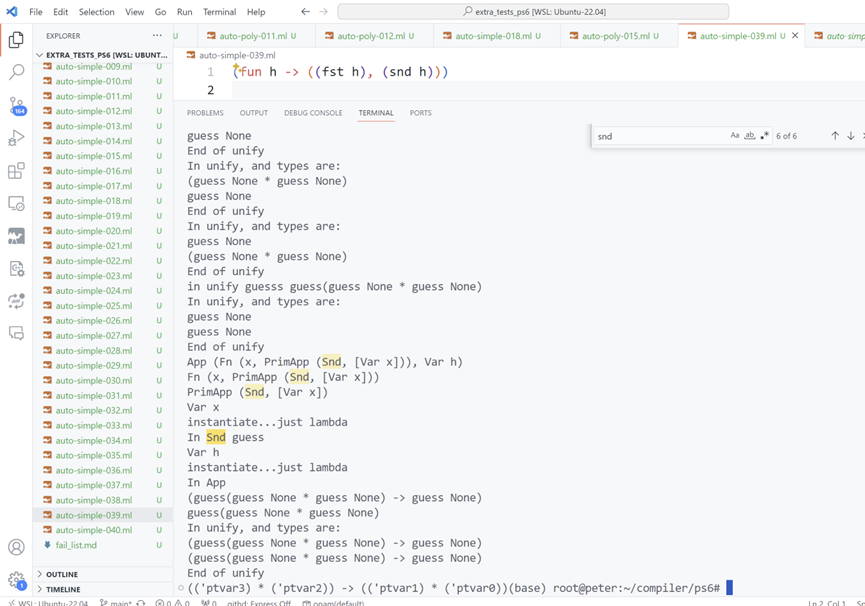 File Edit Selection View Go Run Terminal Help
extra_tests_ps6 [WSL: Ubuntu-22.04]
EXPLORER
EXTRA_TESTS_PS6 [WSL: UBUNT...
auto-simple-009.ml U
auto-simple-010.ml U
auto-simple-011.ml U
auto-simple-012.ml U
auto-simple-013.ml U
auto-simple-014.ml U
auto-simple-015.ml U
auto-simple-016.ml U
auto-simple-017.ml U
auto-simple-018.ml U
auto-simple-019.ml U
auto-simple-020.ml U
auto-simple-021.ml U
auto-simple-022.ml U
auto-simple-023.ml U
auto-simple-024.ml U
auto-simple-025.ml U
auto-simple-026.ml U
auto-simple-027.ml U
auto-simple-028.ml U
auto-simple-029.ml U
auto-simple-030.ml U
auto-simple-031.ml U
auto-simple-032.ml U
auto-simple-033.ml U
auto-simple-034.ml U
auto-simple-035.ml U
auto-simple-036.ml U
auto-simple-037.ml U
auto-simple-038.ml U
auto-simple-039.ml U
auto-simple-040.ml U
fail_list.md U
OUTLINE
TIMELINE
164
1
U auto-poly-011.ml U auto-poly-012.ml U auto-simple-018.ml U auto-poly-015.ml U auto-simple-039.ml U auto-simp
auto-simple-039.ml
1 (fun h -> ((fst h), (snd h)))
2
PROBLEMS OUTPUT DEBUG CONSOLE TERMINAL PORTS
snd Aa ab 6 of 6
guess None
End of unify
In unify, and types are:
(guess None * guess None)
guess None
End of unify
In unify, and types are:
guess None
(guess None * guess None)
End of unify
in unify guesss guess(guess None * guess None)
In unify, and types are:
guess None
guess None
End of unify
App (Fn (x, PrimApp (Snd, [Var x])), Var h)
Fn (x, PrimApp (Snd, [Var x]))
PrimApp (Snd, [Var x])
Var x
instantiate...just lambda
In Snd guess
Var h
instantiate...just lambda
In App
(guess(guess None * guess None) -> guess None)
guess(guess None * guess None)
In unify, and types are:
(guess(guess None * guess None) -> guess None)
(guess(guess None * guess None) -> guess None)
End of unify
(('ptvar3) * ('ptvar2)) -> (('ptvar1) * ('ptvar0))(base) root@peter:~/compiler/ps6#
WSL: Ubuntu-22.04 main* 0 0 0 githd: Express Off opam(default) Ln 2, Col 1